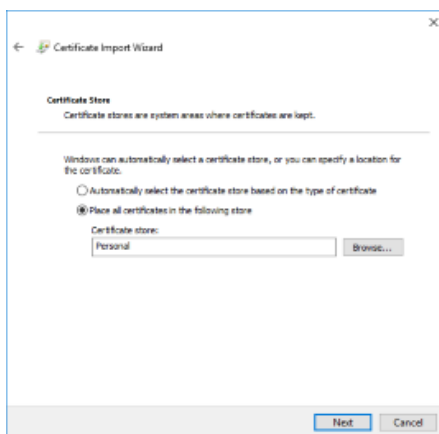 Certificate Import Wizard
Certificate Store
Certificate stores are system areas where certificates are kept.
Windows can automatically select a certificate store, or you can specify a location for
the certificate.
Automatically select the certificate store based on the type of certificate
Place all certificates in the following store
Certificate store:
Personal
Browse...
Next
Cancel